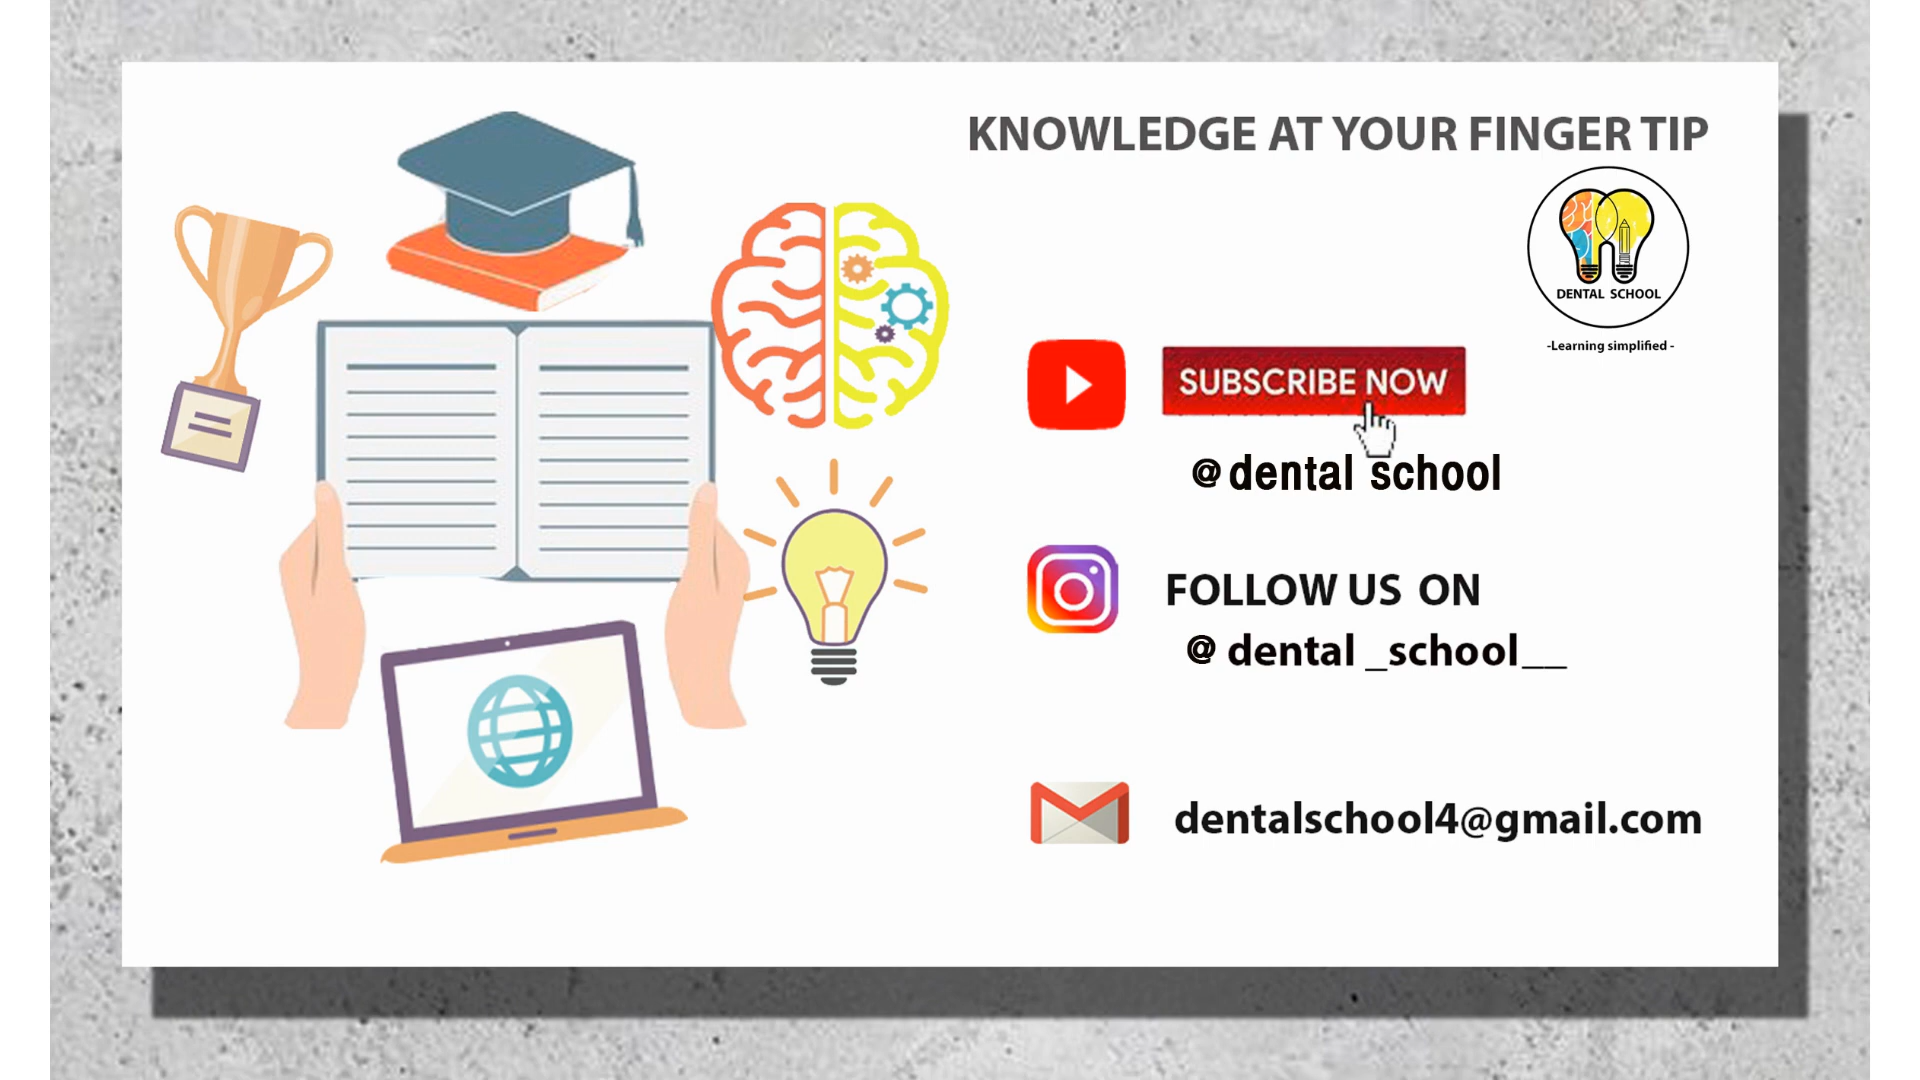 KNOWLEDGE AT YOUR FINGER TIP
DENTAL SCHOOL
-Learning simplified -
SUBSCRIBE NOW
@dental school
FOLLOW US ON
@ dental _school__
dentalschool4@gmail.com